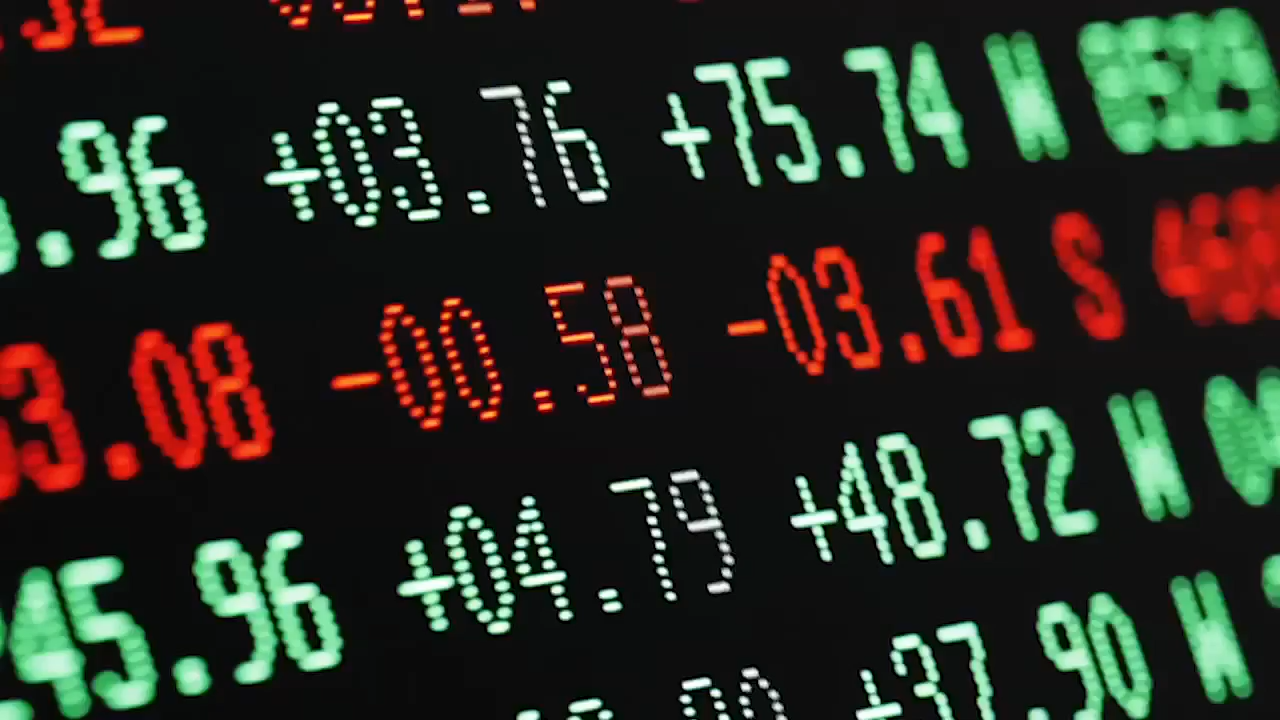 .96 +03.76 +75.74 W
3.08 -00.58 -03.61 S
45.96 +04.79 +48.72 W
+37.90 W